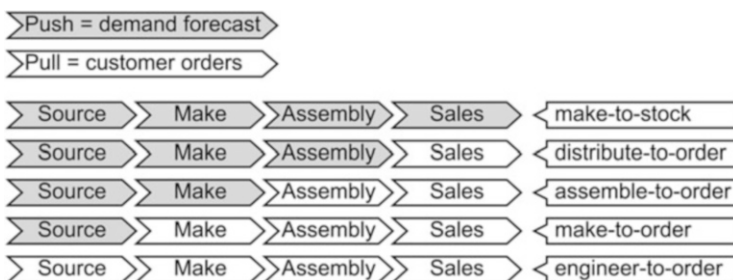 Push = demand forecast
Pull = customer orders
Source Make Assembly Sales make-to-stock
Source Make Assembly Sales distribute-to-order
Source Make Assembly Sales assemble-to-order
Source Make Assembly Sales make-to-order
Source Make Assembly Sales engineer-to-order